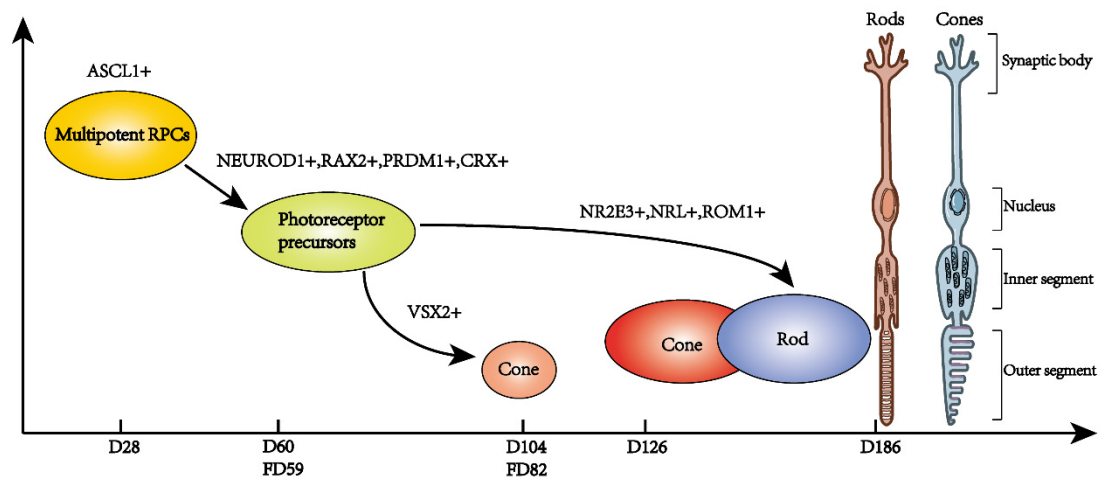 Rods
Cones
Synaptic body
ASCL1+
Multipotent RPCs
NEUROD1+,RAX2+,PRDM1+,CRX+
Photoreceptor
precursors
NR2E3+,NRL+,ROM1+
Nucleus
Inner segment
VSX2+
Cone
Cone
Rod
Outer segment
D28
D60
FD59
D104
FD82
D126
D186